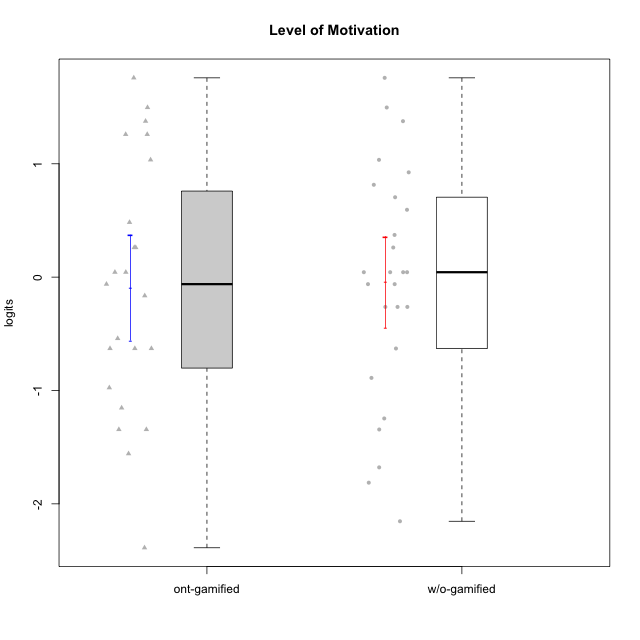 Level of Motivation
logits
1
0
-1
-2
ont-gamified
w/o-gamified